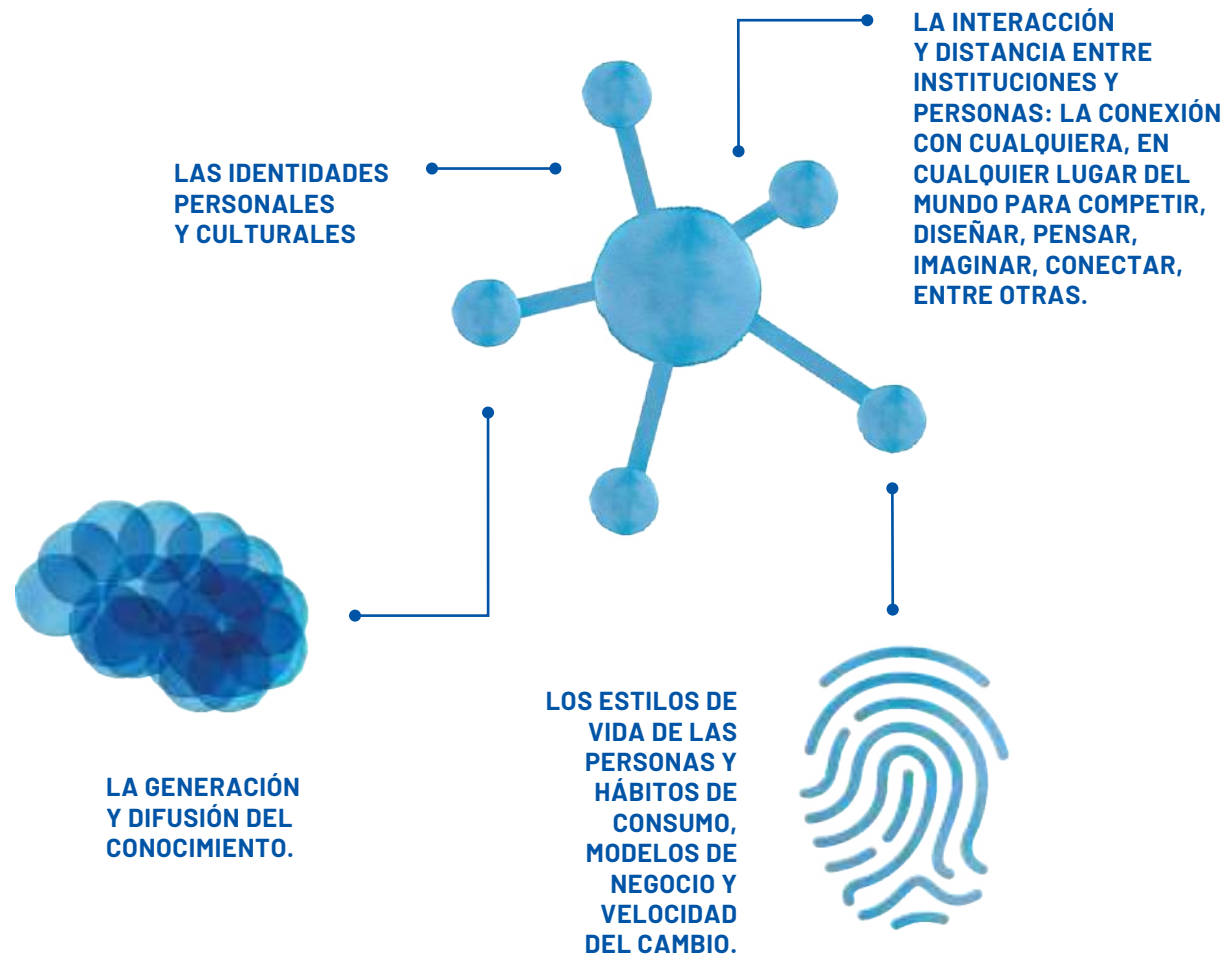 LA INTERACCIÓN
Y DISTANCIA ENTRE
INSTITUCIONES Y
PERSONAS: LA CONEXIÓN
CON CUALQUIERA, EN
CUALQUIER LUGAR DEL
MUNDO PARA COMPETIR,
DISEÑAR, PENSAR,
IMAGINAR, CONECTAR,
ENTRE OTRAS.
LAS IDENTIDADES
PERSONALES
Y CULTURALES
LA GENERACIÓN
Y DIFUSIÓN DEL
CONOCIMIENTO.
LOS ESTILOS DE
VIDA DE LAS
PERSONAS Y
HÁBITOS DE
CONSUMO,
MODELOS DE
NEGOCIO Y
VELOCIDAD
DEL CAMBIO.